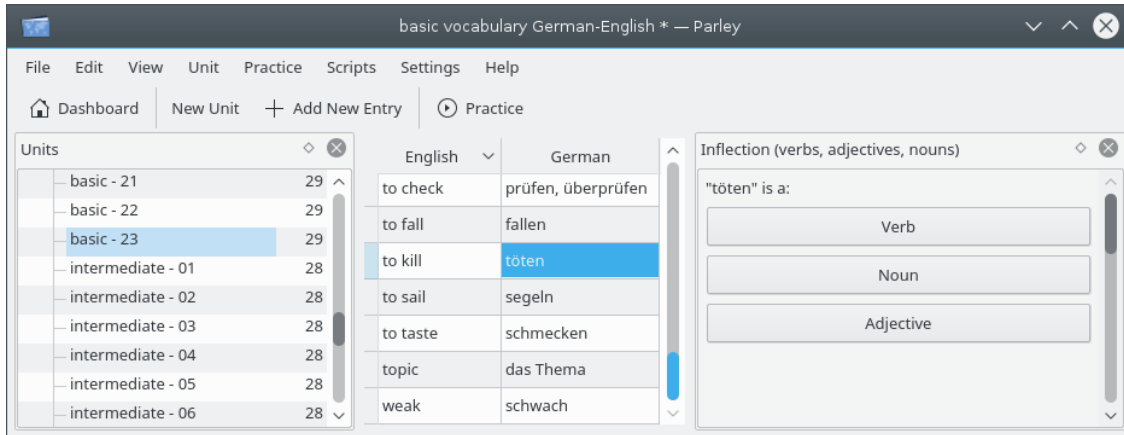 basic vocabulary German-English * — Parley
File Edit View Unit Practice Scripts Settings Help
Dashboard New Unit Add New Entry Practice
Units
basic - 21 29
basic - 22 29
basic - 23 29
intermediate - 01 28
intermediate - 02 28
intermediate - 03 28
intermediate - 04 28
intermediate - 05 28
intermediate - 06 28
English German
to check prüfen, überprüfen
to fall fallen
to kill töten
to sail segeln
to taste schmecken
topic das Thema
weak schwach
Inflection (verbs, adjectives, nouns)
"töten" is a:
Verb
Noun
Adjective